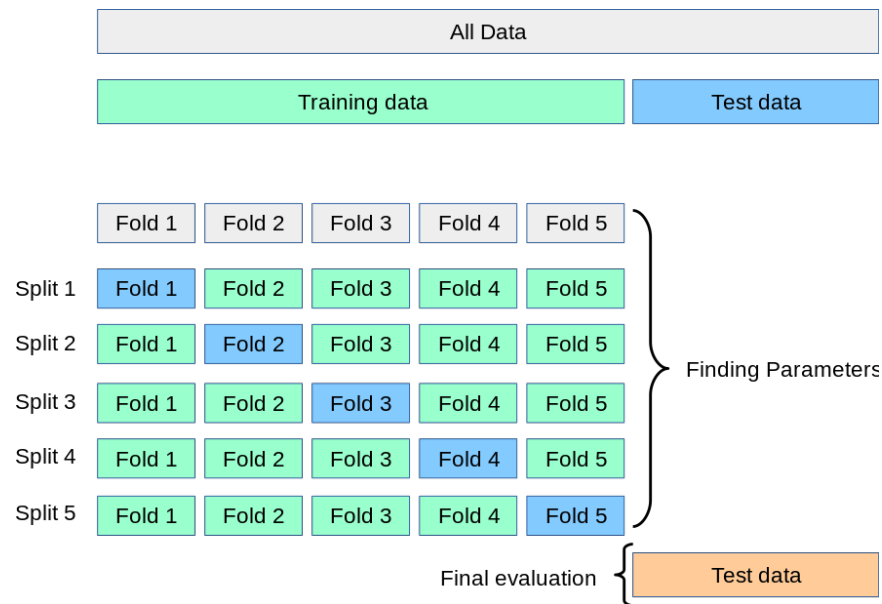 All Data
Training data Test data
Fold 1 Fold 2 Fold 3 Fold 4 Fold 5
Split 1 Fold 1 Fold 2 Fold 3 Fold 4 Fold 5
Split 2 Fold 1 Fold 2 Fold 3 Fold 4 Fold 5
Finding Parameters
Split 3 Fold 1 Fold 2 Fold 3 Fold 4 Fold 5
Split 4 Fold 1 Fold 2 Fold 3 Fold 4 Fold 5
Split 5 Fold 1 Fold 2 Fold 3 Fold 4 Fold 5
Final evaluation Test data